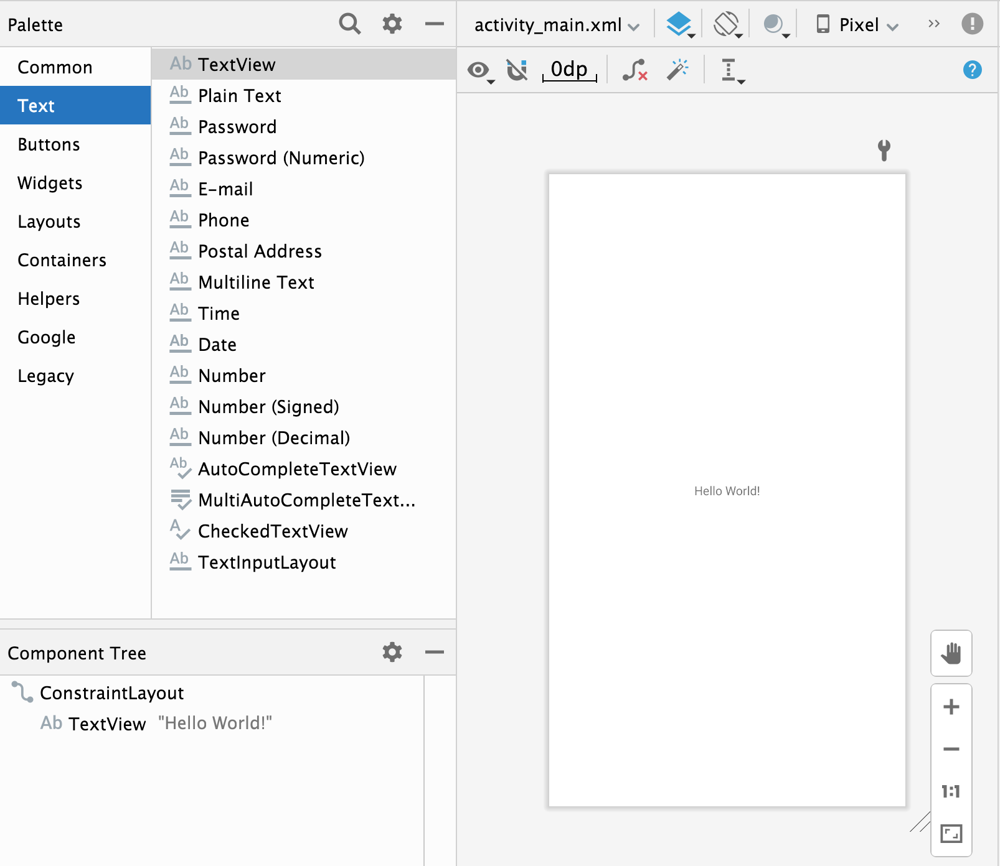 Palette
Common
Text
Buttons
Widgets
Layouts
Containers
Helpers
Google
Legacy
Ab TextView
Ab Plain Text
Ab Password
Ab Password (Numeric)
Ab E-mail
Ab Phone
Ab Postal Address
Ab Multiline Text
Ab Time
Ab Date
Ab Number
Ab Number (Signed)
Ab Number (Decimal)
Ab AutoCompleteTextView
MultiAutoCompleteText...
A CheckedTextView
Ab TextInputLayout
Component Tree
ConstraintLayout
Ab TextView "Hello World!"
activity_main.xml Pixel
0dp ?
Hello World!
1:1